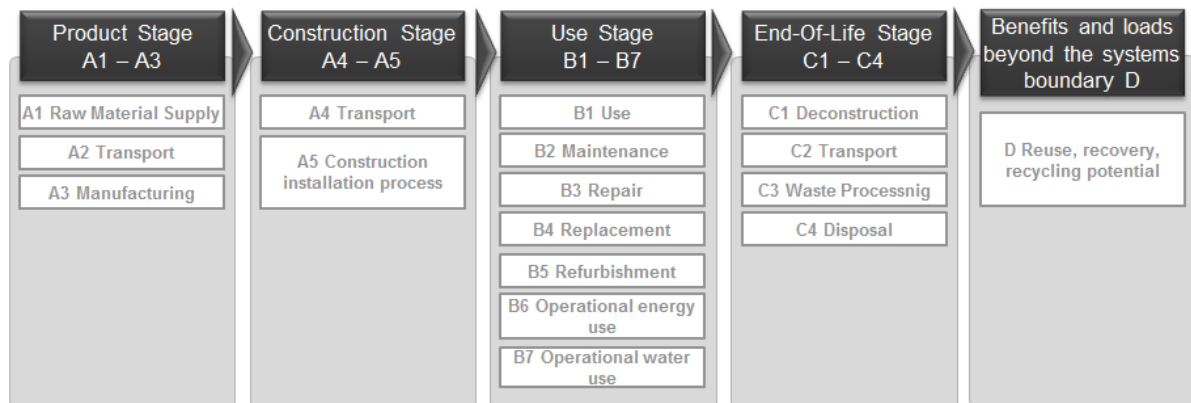 Product Stage
A1 – A3
A1 Raw Material Supply
A2 Transport
A3 Manufacturing
Construction Stage
A4 – A5
A4 Transport
A5 Construction
installation process
Use Stage
B1 – B7
B1 Use
B2 Maintenance
B3 Repair
B4 Replacement
B5 Refurbishment
B6 Operational energy
use
B7 Operational water
use
End-Of-Life Stage
C1 – C4
C1 Deconstruction
C2 Transport
C3 Waste Processnig
C4 Disposal
Benefits and loads
beyond the systems
boundary D
D Reuse, recovery,
recycling potential